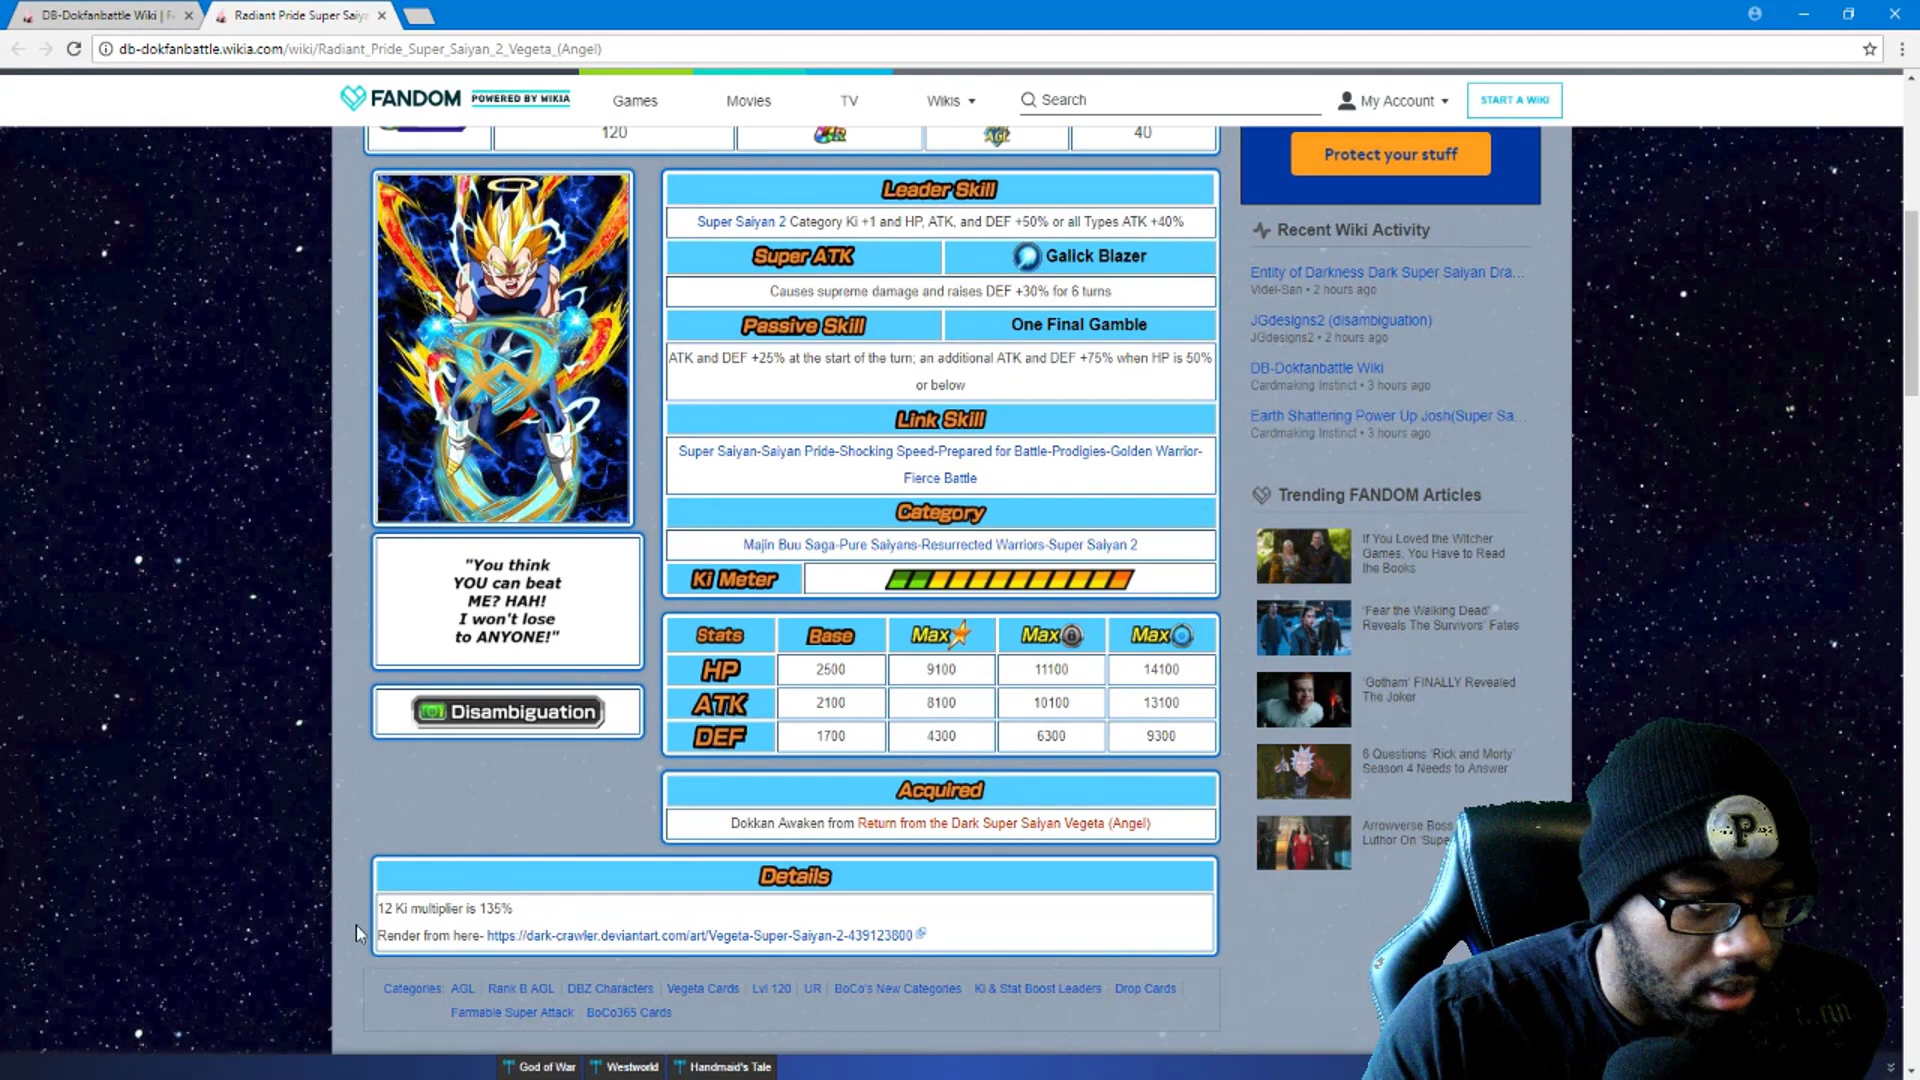 DB-Dokfanbattle Wiki | F
Radiant Pride Super Saiy
db-dokfanbattle.wikia.com/wiki/Radiant_Pride_Super_Saiyan_2_Vegeta_(Angel)
FANDOM POWERED BY WIKIA
Games
Movies
TV
Wikis
Search
My Account
START A WIKI
120
AGL
40
Protect your stuff
Leader Skill
Super Saiyan 2 Category Ki +1 and HP, ATK, and DEF +50% or all Types ATK +40%
Super ATK
Galick Blazer
Causes supreme damage and raises DEF +30% for 6 turns
Passive Skill
One Final Gamble
ATK and DEF +25% at the start of the turn; an additional ATK and DEF +75% when HP is 50%
or below
Link Skill
Super Saiyan-Saiyan Pride-Shocking Speed-Prepared for Battle-Prodigies-Golden Warrior-
Fierce Battle
Category
Majin Buu Saga-Pure Saiyans-Resurrected Warriors-Super Saiyan 2
Ki Meter
"You think
YOU can beat
ME? HAH!
I won't lose
to ANYONE!"
Disambiguation
Stats Base Max Max Max
HP 2500 9100 11100 14100
ATK 2100 8100 10100 13100
DEF 1700 4300 6300 9300
Acquired
Dokkan Awaken from Return from the Dark Super Saiyan Vegeta (Angel)
Details
12 Ki multiplier is 135%
Render from here- https://dark-crawler.deviantart.com/art/Vegeta-Super-Saiyan-2-439123800
Categories: AGL Rank B AGL DBZ Characters Vegeta Cards Lvl 120 UR BoCo's New Categories Ki & Stat Boost Leaders Drop Cards
Farmable Super Attack BoCo365 Cards
Recent Wiki Activity
Entity of Darkness Dark Super Saiyan Dra...
Videl-San • 2 hours ago
JGdesigns2 (disambiguation)
JGdesigns2 • 2 hours ago
DB-Dokfanbattle Wiki
Cardmaking Instinct • 3 hours ago
Earth Shattering Power Up Josh(Super Sa...
Cardmaking Instinct • 3 hours ago
Trending FANDOM Articles
If You Loved the Witcher
Games, You Have to Read
the Books
'Fear the Walking Dead'
Reveals The Survivors' Fates
'Gotham' FINALLY Revealed
The Joker
6 Questions 'Rick and Morty'
Season 4 Needs to Answer
Arrowverse Boss
Luthor On 'Supe
P
God of War
Westworld
Handmaid's Tale